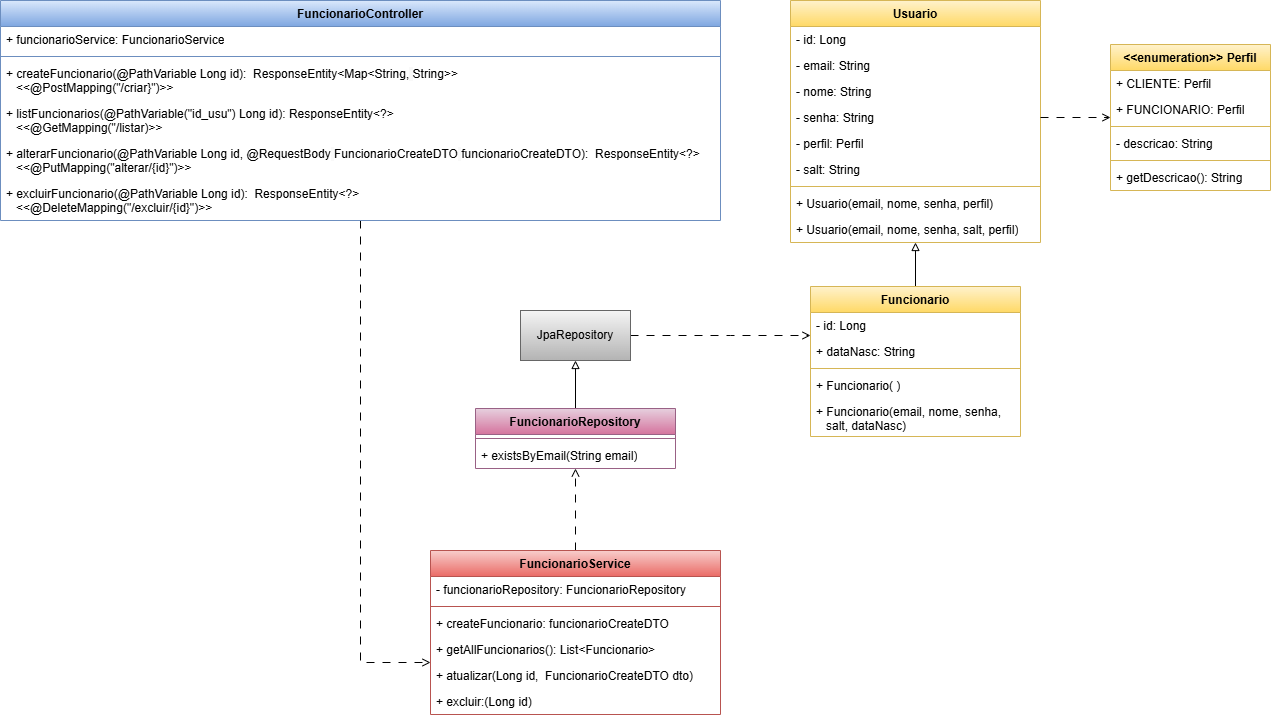 FuncionarioController
+ funcionarioService: FuncionarioService
+ createFuncionario(@PathVariable Long id):  ResponseEntity<Map<String, String>>
<<@PostMapping("/criar}")>>
+ listFuncionarios(@PathVariable("id_usu") Long id): ResponseEntity<?>
<<@GetMapping("/listar)>>
+ alterarFuncionario(@PathVariable Long id, @RequestBody FuncionarioCreateDTO funcionarioCreateDTO):  ResponseEntity<?>
<<@PutMapping("alterar/{id}")>>
+ excluirFuncionario(@PathVariable Long id):  ResponseEntity<?>
<<@DeleteMapping("/excluir/{id}")>>
Usuario
- id: Long
- email: String
- nome: String
- senha: String
- perfil: Perfil
- salt: String
+ Usuario(email, nome, senha, perfil)
+ Usuario(email, nome, senha, salt, perfil)
<<enumeration>> Perfil
+ CLIENTE: Perfil
+ FUNCIONARIO: Perfil
- descricao: String
+ getDescricao(): String
Funcionario
- id: Long
+ dataNasc: String
+ Funcionario( )
+ Funcionario(email, nome, senha,
salt, dataNasc)
JpaRepository
FuncionarioRepository
+ existsByEmail(String email)
FuncionarioService
- funcionarioRepository: FuncionarioRepository
+ createFuncionario: funcionarioCreateDTO
+ getAllFuncionarios(): List<Funcionario>
+ atualizar(Long id,  FuncionarioCreateDTO dto)
+ excluir:(Long id)